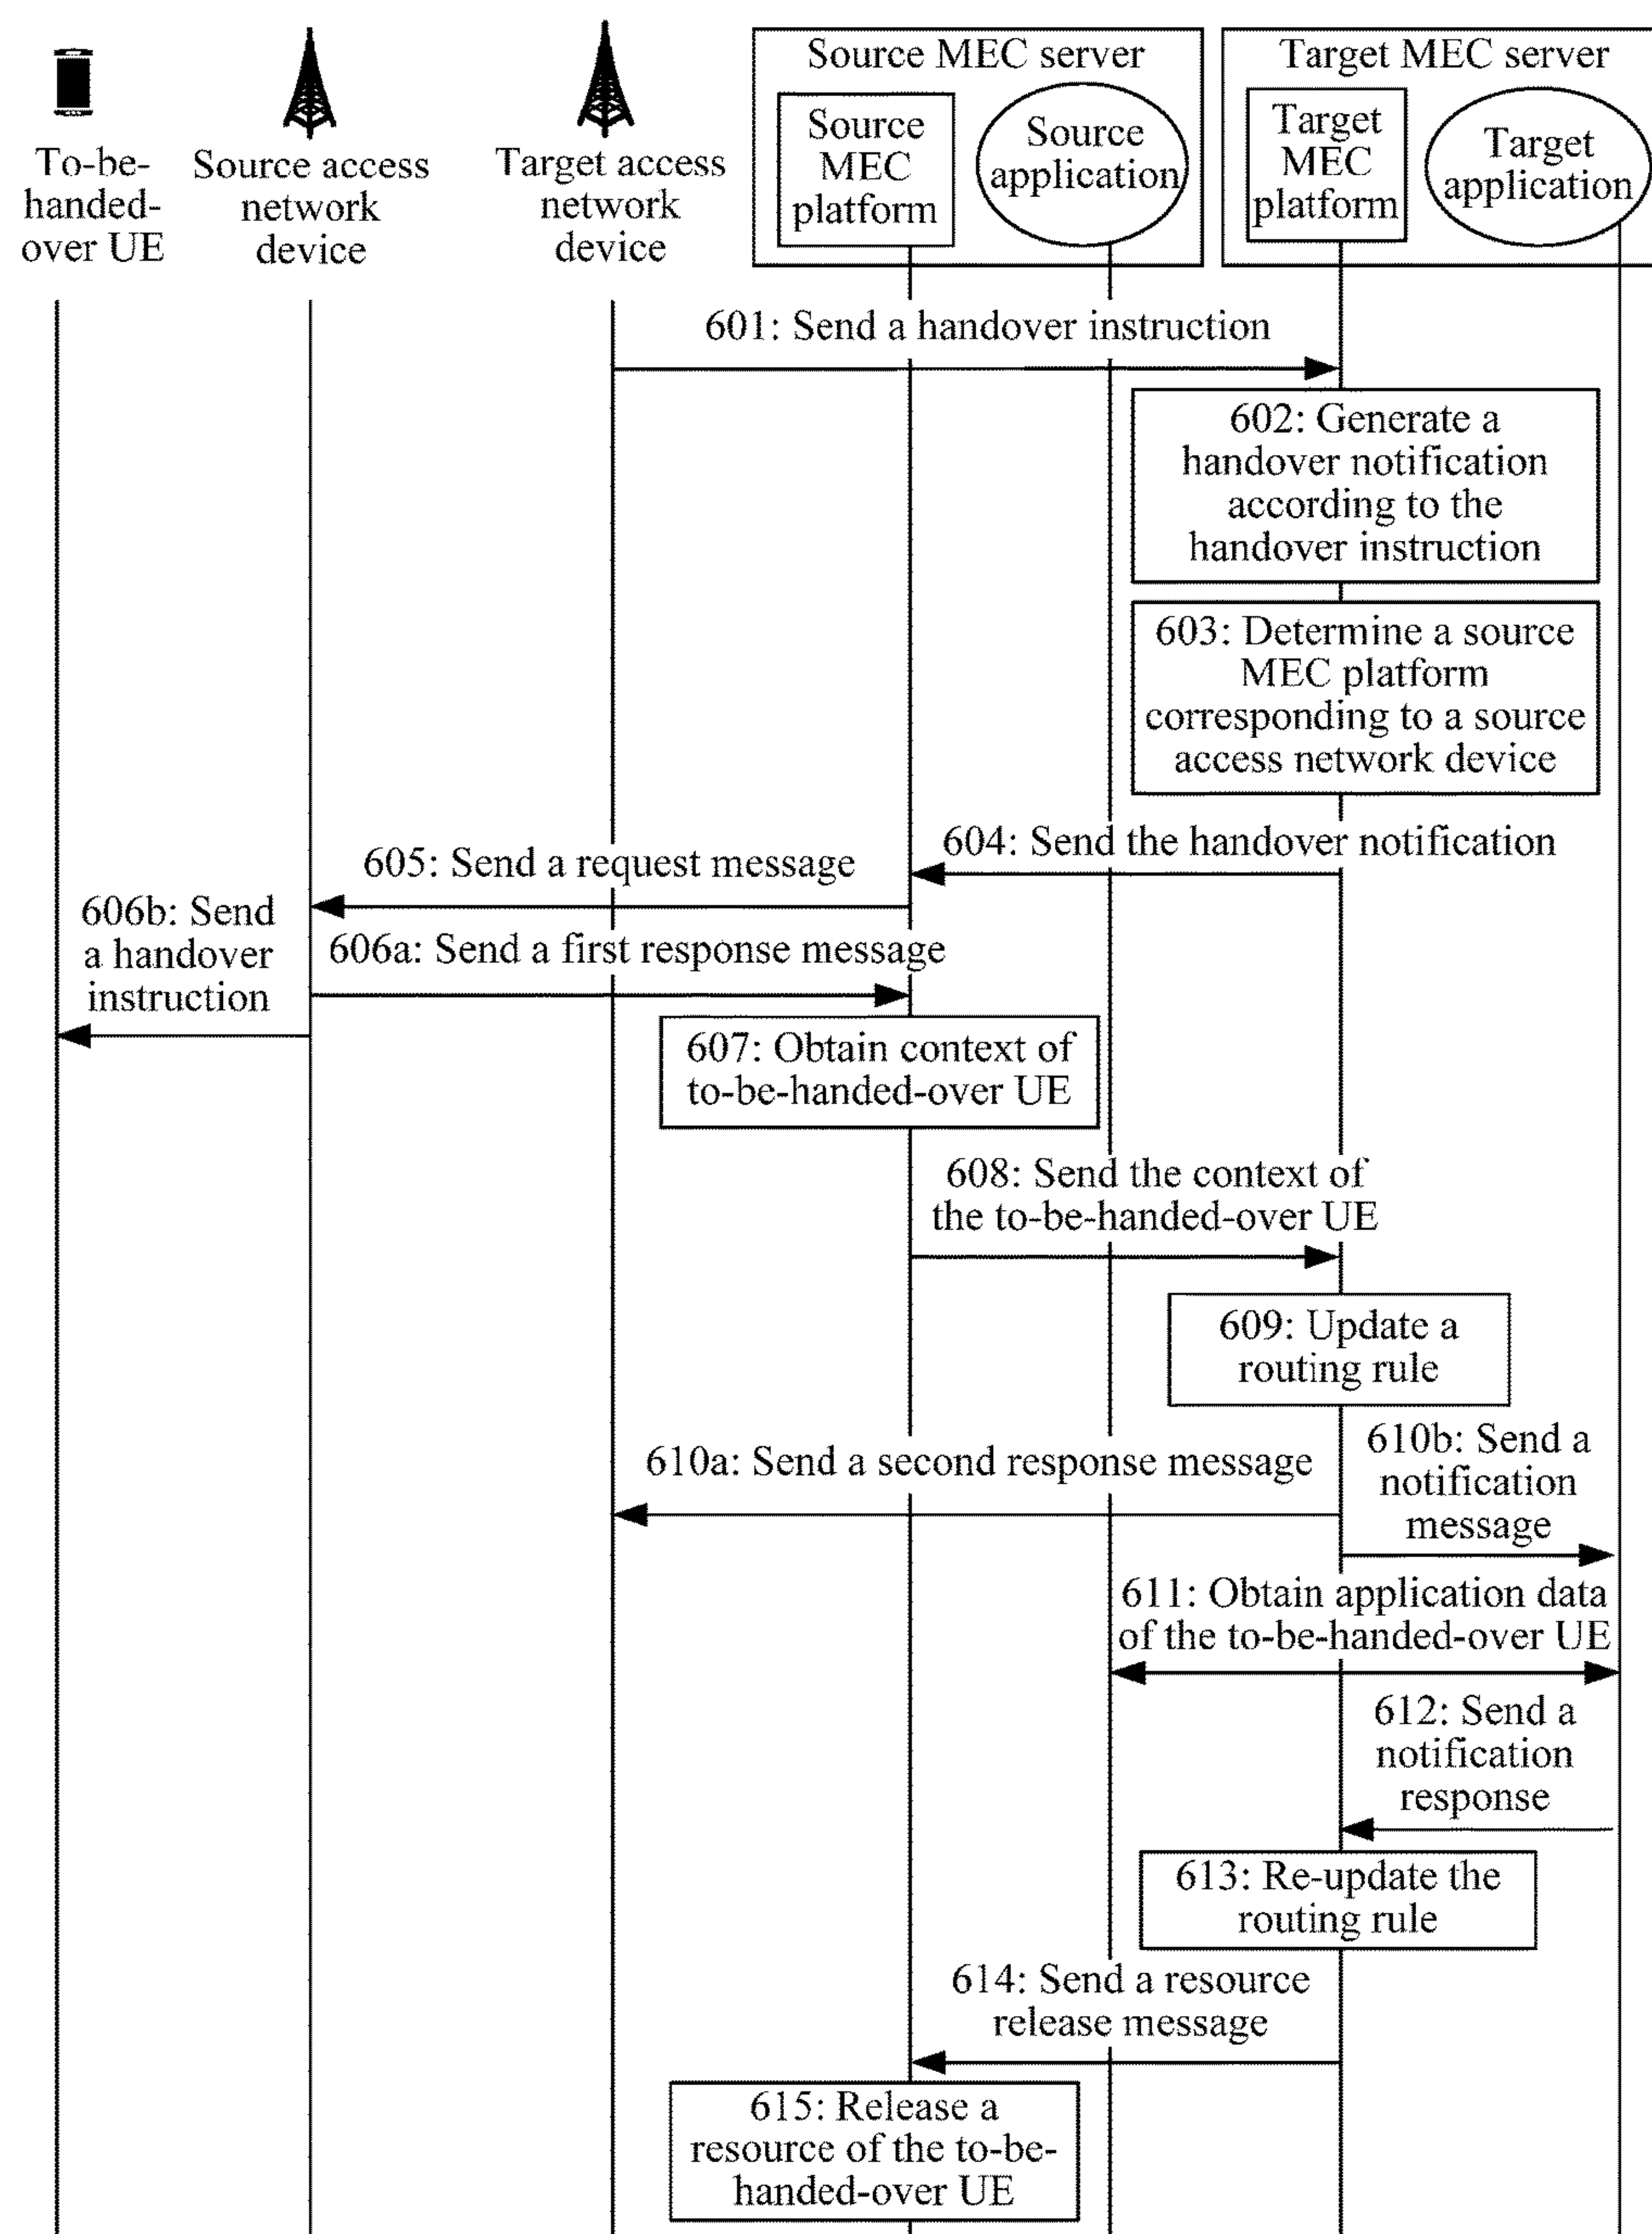 Source MEC server
Target MEC server
To-be-
handed-
over UE
Source access
network
device
Target access
network
device
Source
MEC
platform
Source
application
Target
MEC
platform
Target
application
601: Send a handover instruction
602: Generate a
handover notification
according to the
handover instruction
603: Determine a source
MEC platform
corresponding to a source
access network device
604: Send the handover notification
605: Send a request message
606b: Send
a handover
instruction
606a: Send a first response message
607: Obtain context of
to-be-handed-over UE
608: Send the context of
the to-be-handed-over UE
609: Update a
routing rule
610a: Send a second response message
610b: Send a
notification
message
611: Obtain application data
of the to-be-handed-over UE
612: Send a
notification
response
613: Re-update the
routing rule
614: Send a resource
release message
615: Release a
resource of the to-be-
handed-over UE